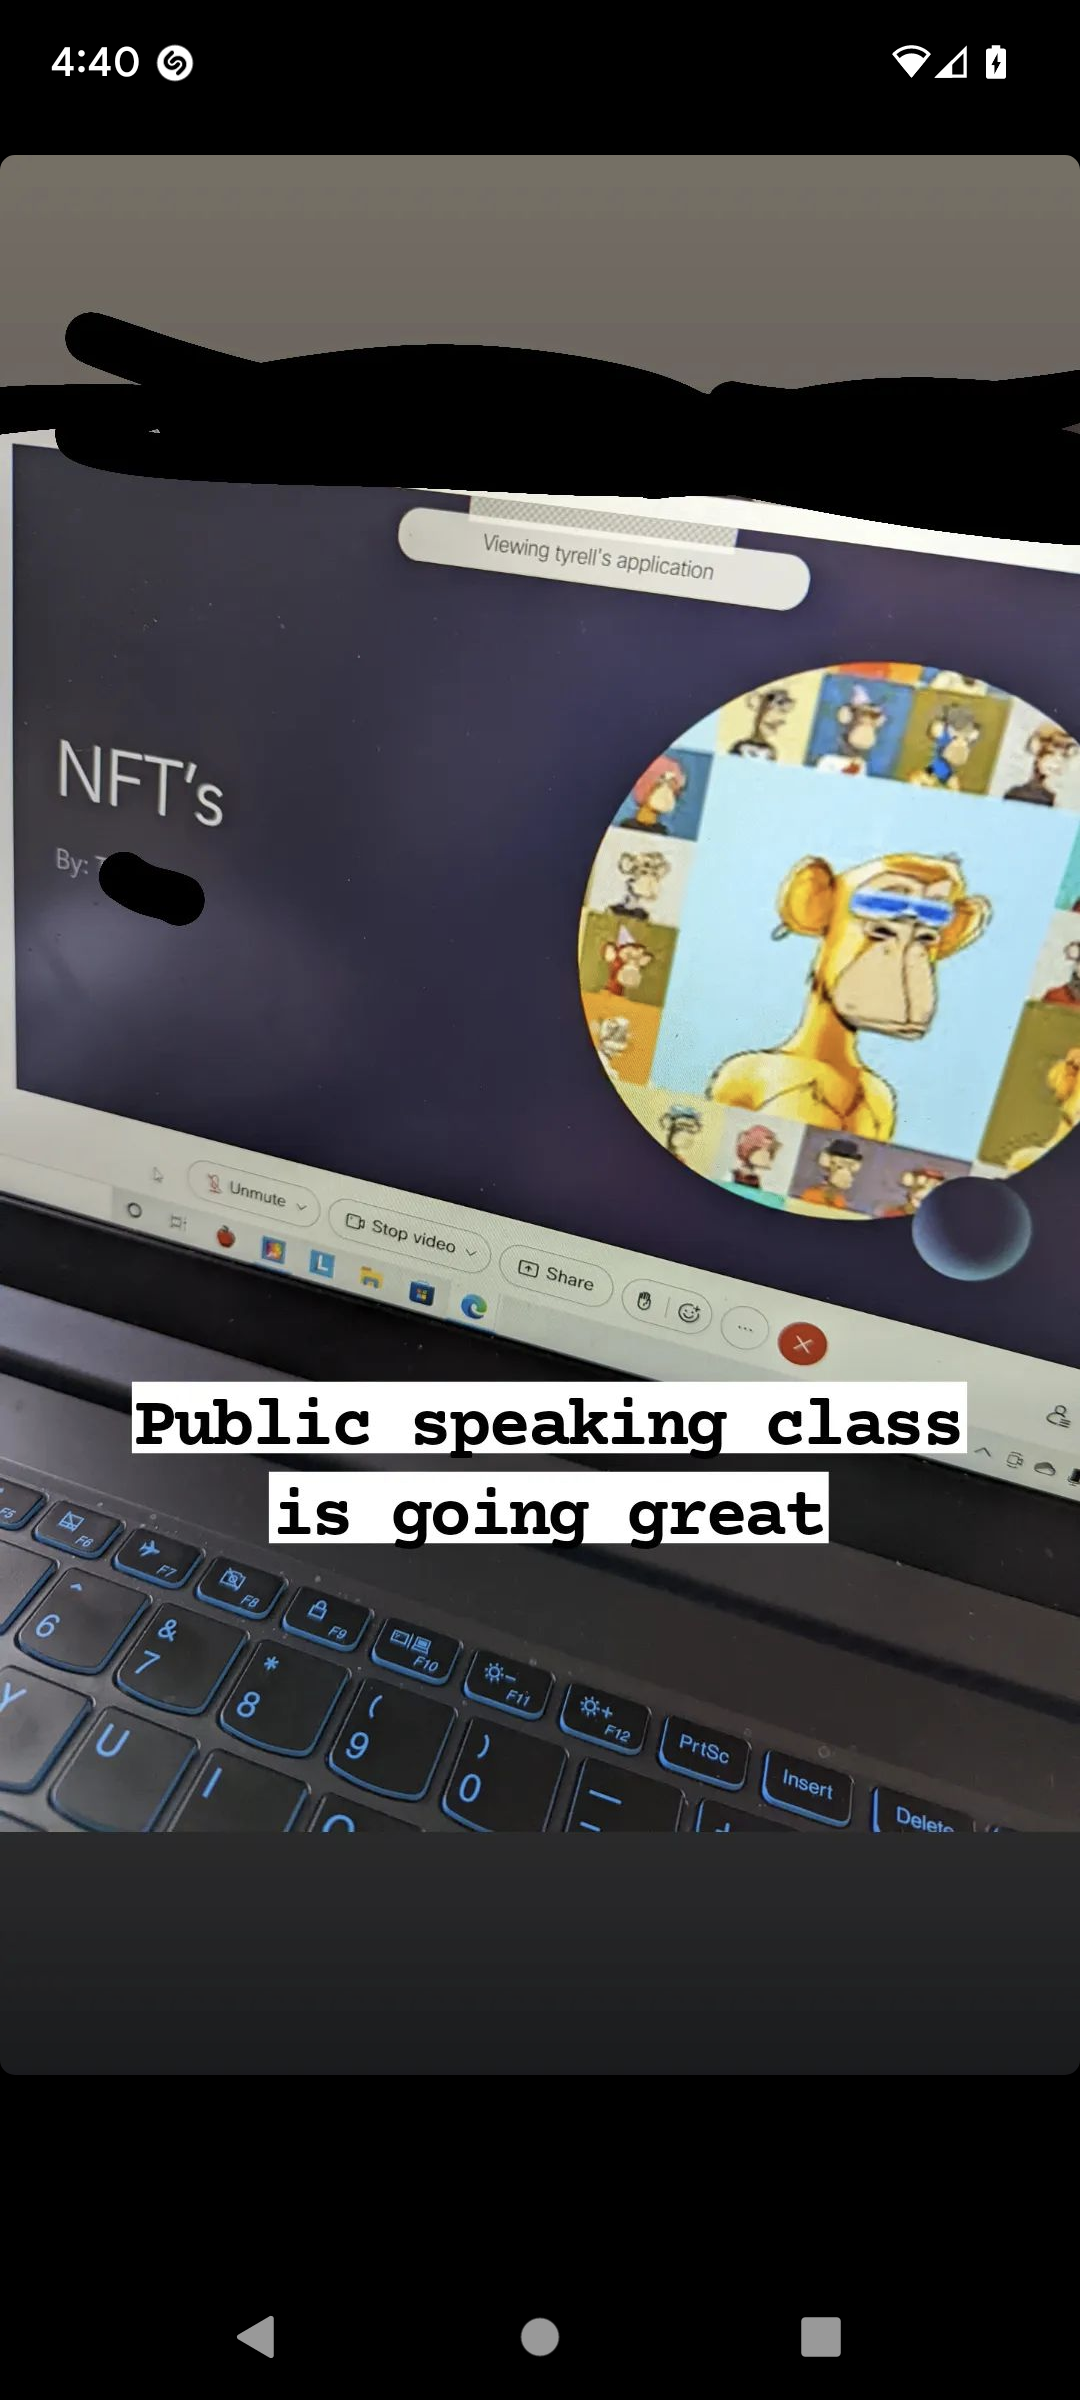 4:40
Viewing tyrell's application
NFT's
By:
Unmute
Stop video
Share
L
Public speaking class
is going great
F5
F6
F7
F8
F9
F10
F11
F12
PrtSc
Insert
Delete
^
6
&
7
*
8
(
9
)
0
Y
U
I